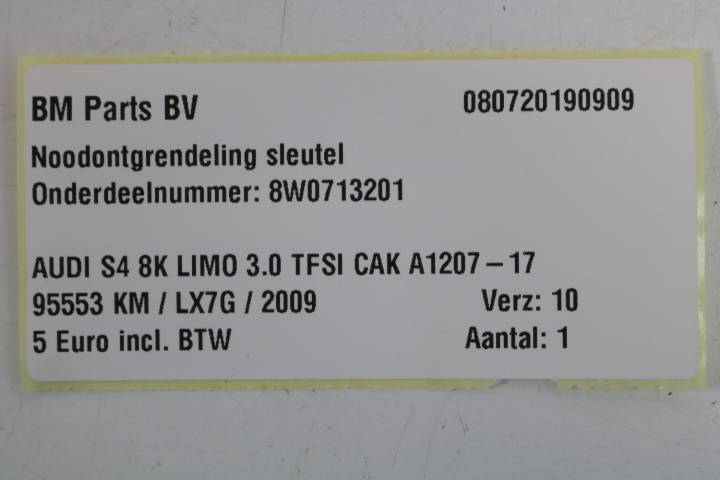 BM Parts BV 080720190909
Noodontgrendeling sleutel
Onderdeelnummer: 8W0713201
AUDI S4 8K LIMO 3.0 TFSI CAK A1207 – 17
95553 KM / LX7G / 2009 Verz: 10
5 Euro incl. BTW Aantal: 1